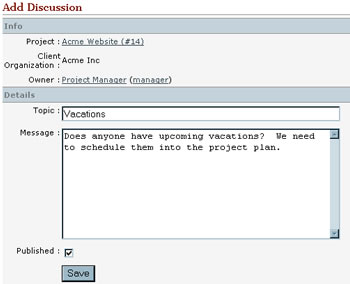 Add Discussion
Info
Project : Acme Website (#14)
Client Organization : Acme Inc
Owner : Project Manager (manager)
Details
Topic : Vacations
Message : Does anyone have upcoming vacations?  We need
to schedule them into the project plan.
Published :
Save